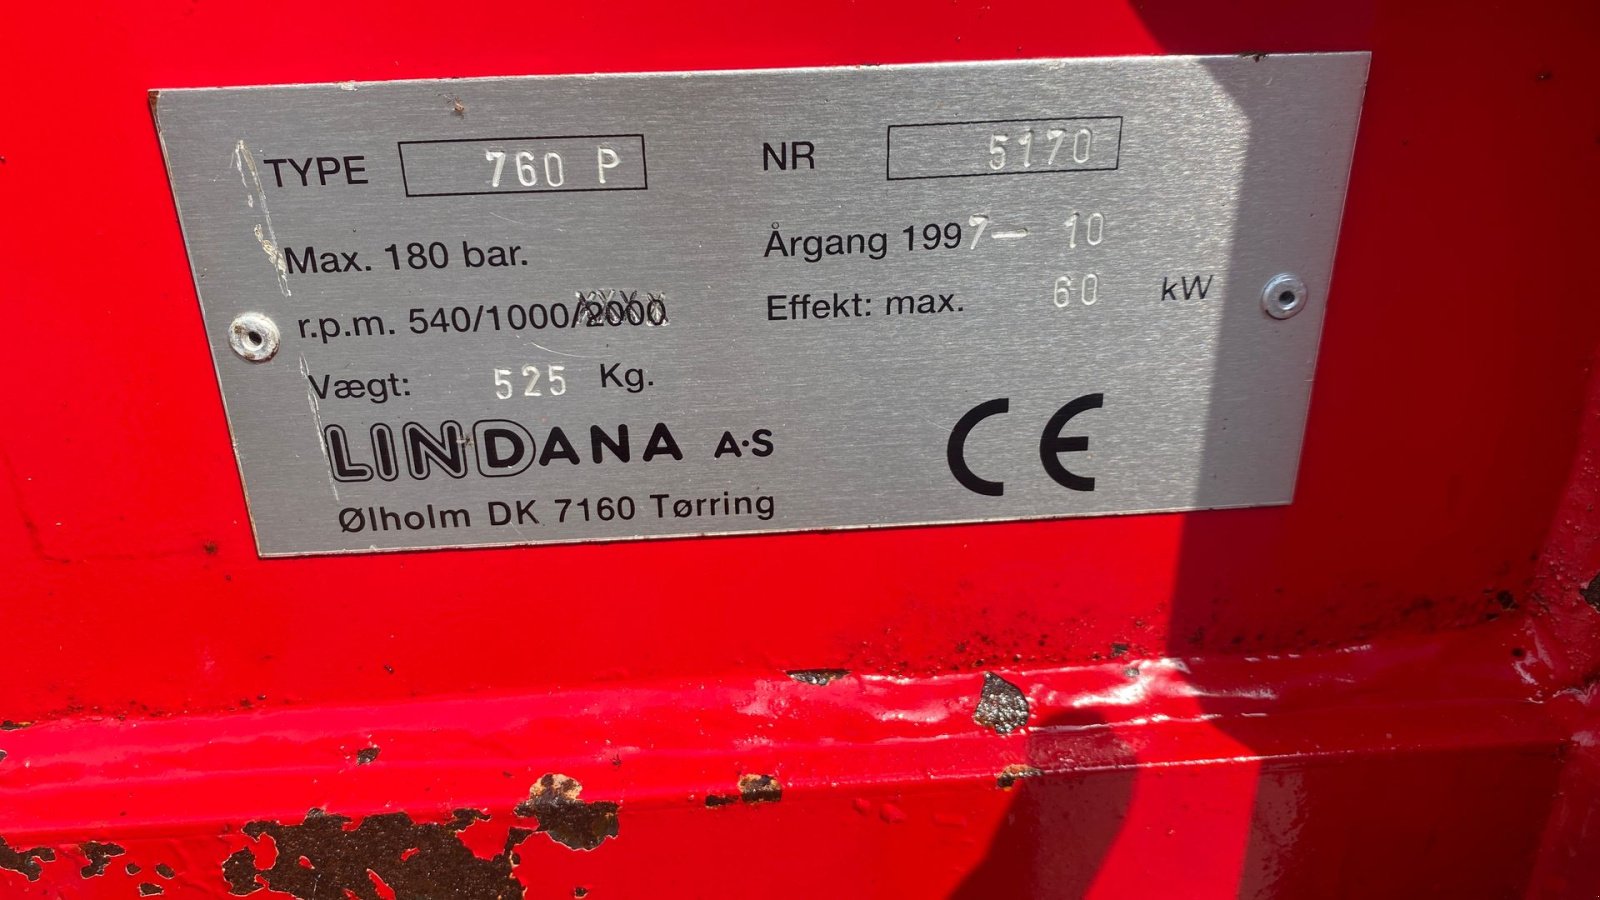 TYPE 760 P NR 5170
Max. 180 bar. Årgang 1997- 10
r.p.m. 540/1000/2000 Effekt: max. 60 kW
Vægt: 525 Kg.
LINDANA A·S CE
Ølholm DK 7160 Tørring